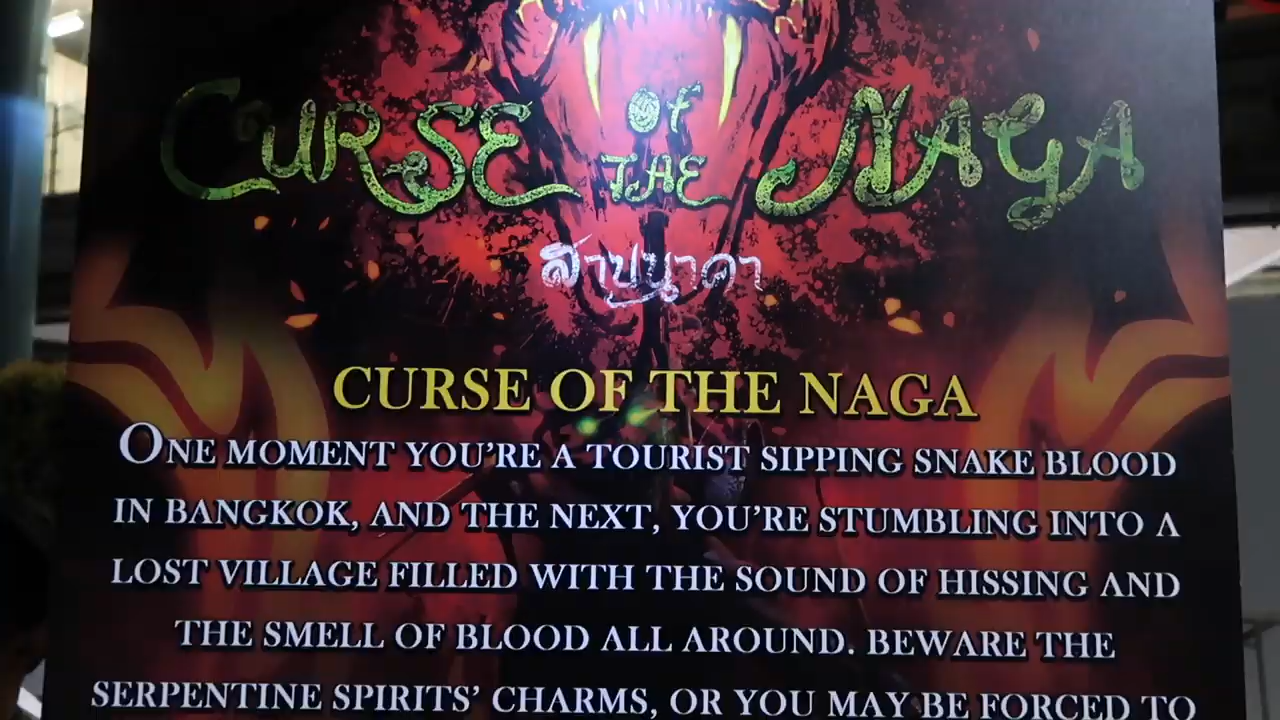 CURSE OF THE NAGA
สาปนาคา
CURSE OF THE NAGA
ONE MOMENT YOU'RE A TOURIST SIPPING SNAKE BLOOD
IN BANGKOK, AND THE NEXT, YOU'RE STUMBLING INTO A
LOST VILLAGE FILLED WITH THE SOUND OF HISSING AND
THE SMELL OF BLOOD ALL AROUND. BEWARE THE
SERPENTINE SPIRITS' CHARMS, OR YOU MAY BE FORCED TO